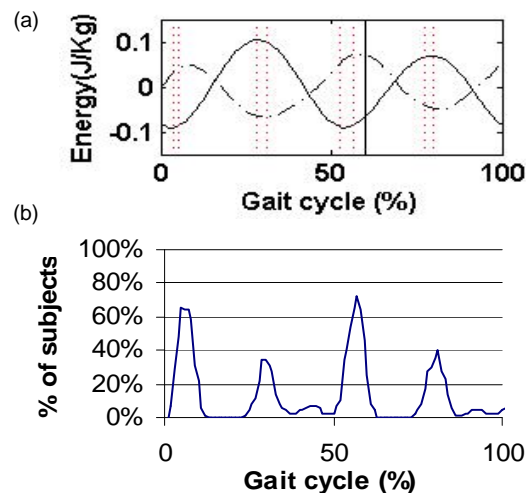 (a)
Energy(J/Kg)
0.1
0
-0.1
0
50
100
Gait cycle (%)
(b)
% of subjects
100%
80%
60%
40%
20%
0%
0
50
100
Gait cycle (%)